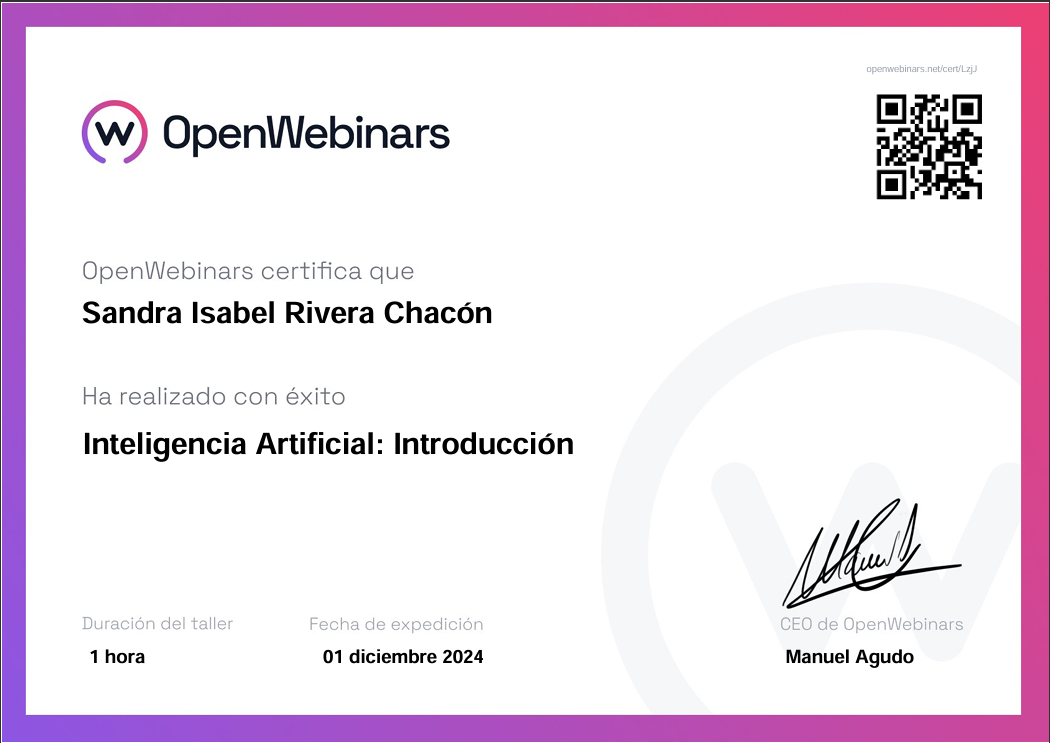 openwebinars.net/cert/LzjJ
OpenWebinars
OpenWebinars certifica que
Sandra Isabel Rivera Chacón
Ha realizado con éxito
Inteligencia Artificial: Introducción
Duración del taller
Fecha de expedición
CEO de OpenWebinars
1 hora
01 diciembre 2024
Manuel Agudo